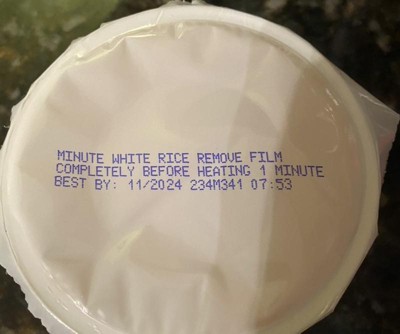 MINUTE WHITE RICE REMOVE FILM
COMPLETELY BEFORE HEATING 1 MINUTE
BEST BY: 11/2024 234M341 07:53